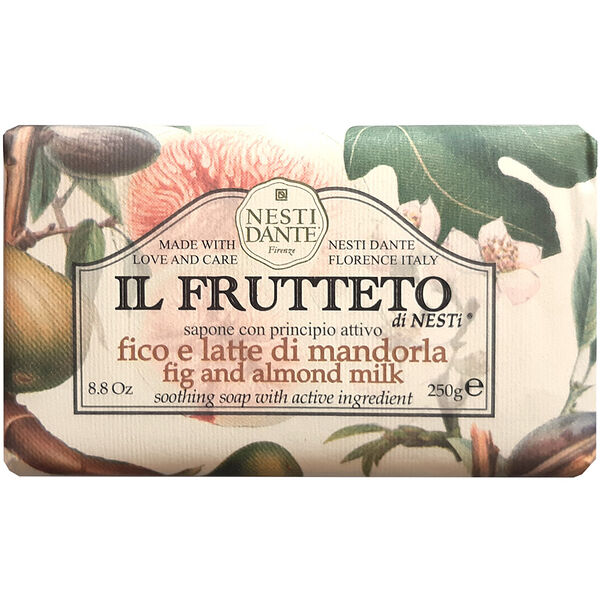 NESTI
DANTE
Firenze
MADE WITH
LOVE AND CARE
NESTI DANTE
FLORENCE ITALY
IL FRUTTETO
di NESTi®
sapone con principio attivo
fico e latte di mandorla
fig and almond milk
8.8 Oz
250g℮
soothing soap with active ingredient